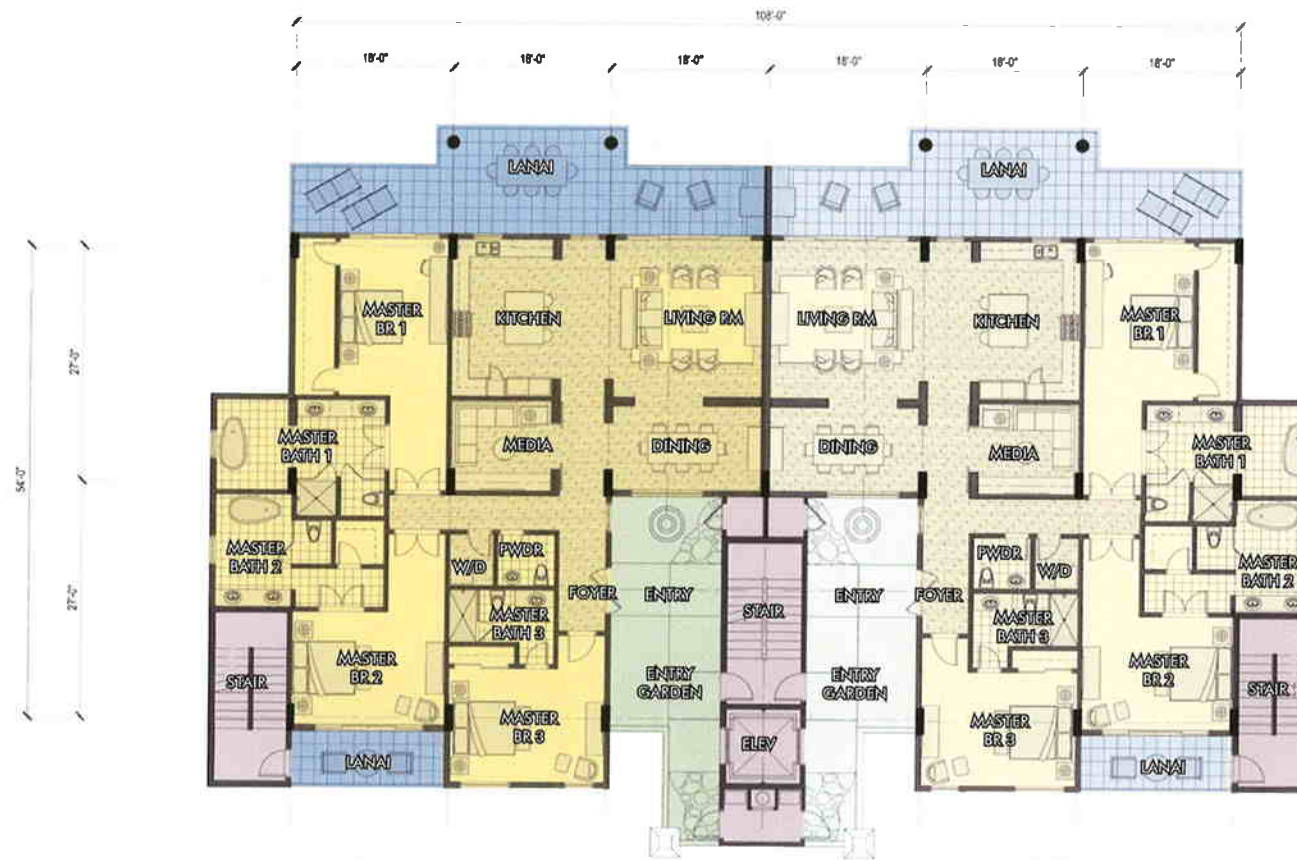 108'-0"
18'-0" 18'-0" 18'-0" 18'-0" 18'-0" 18'-0"
LANAI
LANAI
54'-0"
27'-0"
27'-0"
MASTER
BR 1
KITCHEN
LIVING RM
LIVING RM
KITCHEN
MASTER
BR 1
MASTER
BATH 1
MEDIA
DINING
DINING
MEDIA
MASTER
BATH 1
MASTER
BATH 2
W/D
PWDR
FOYER
ENTRY
STAIR
ENTRY
FOYER
PWDR
W/D
MASTER
BATH 2
MASTER
BATH 3
MASTER
BATH 3
STAIR
MASTER
BR 2
ENTRY
GARDEN
ENTRY
GARDEN
MASTER
BR 2
STAIR
MASTER
BR 3
ELEV
MASTER
BR 3
LANAI
LANAI